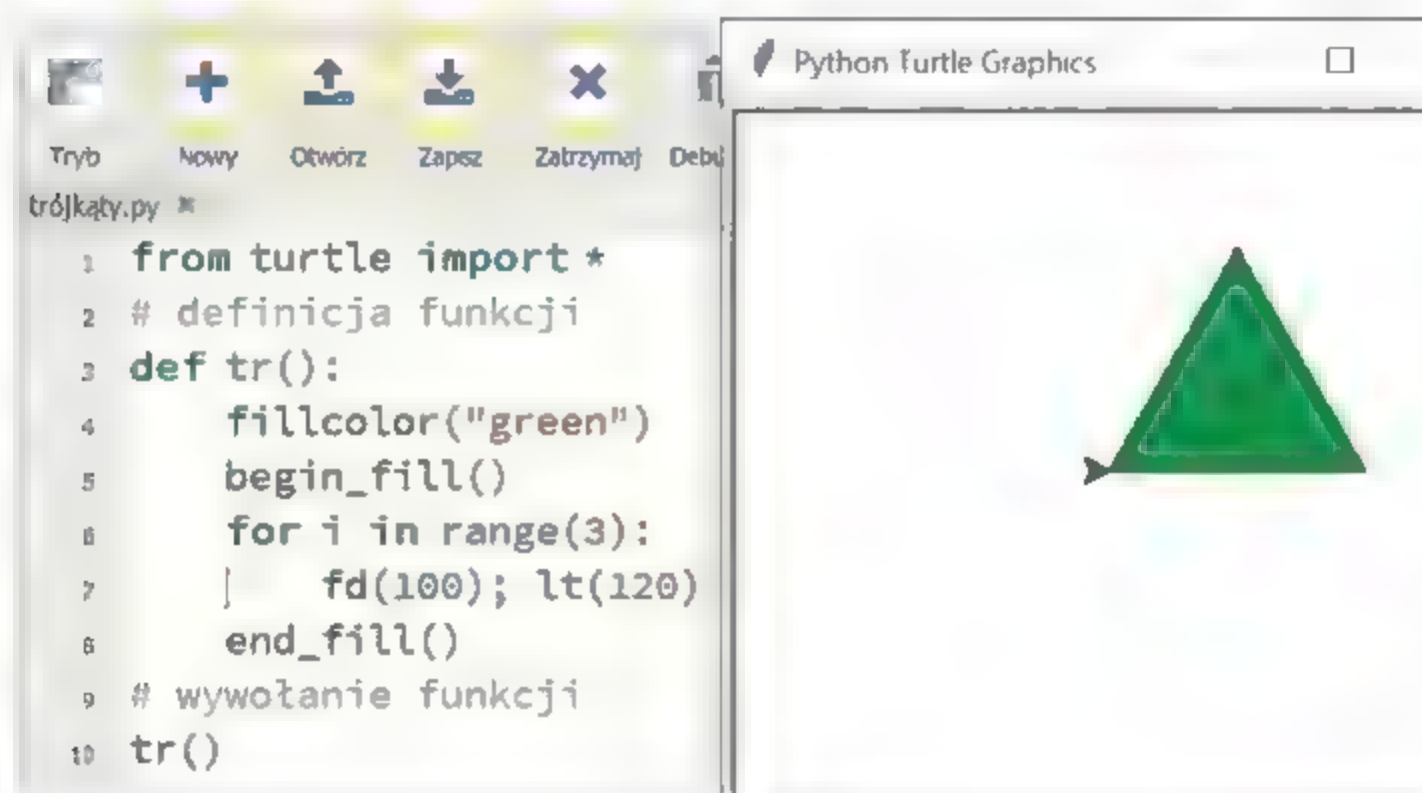 Tryb Nowy Otwórz Zapisz Zatrzymaj Debu
trójkąty.py ×
1 from turtle import *
2 # definicja funkcji
3 def tr():
4 fillcolor("green")
5 begin_fill()
6 for i in range(3):
7 fd(100); lt(120)
8 end_fill()
9 # wywołanie funkcji
10 tr()
Python Turtle Graphics